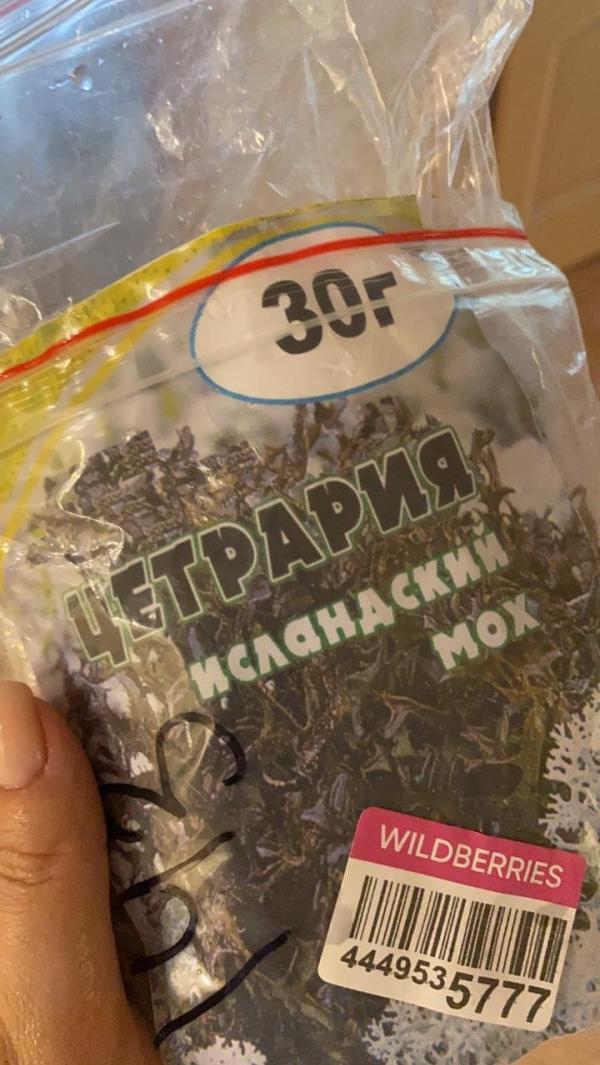 30г
ЦЕТРАРИЯ
ИСЛАНДСКИЙ
МОХ
WILDBERRIES
4449535777